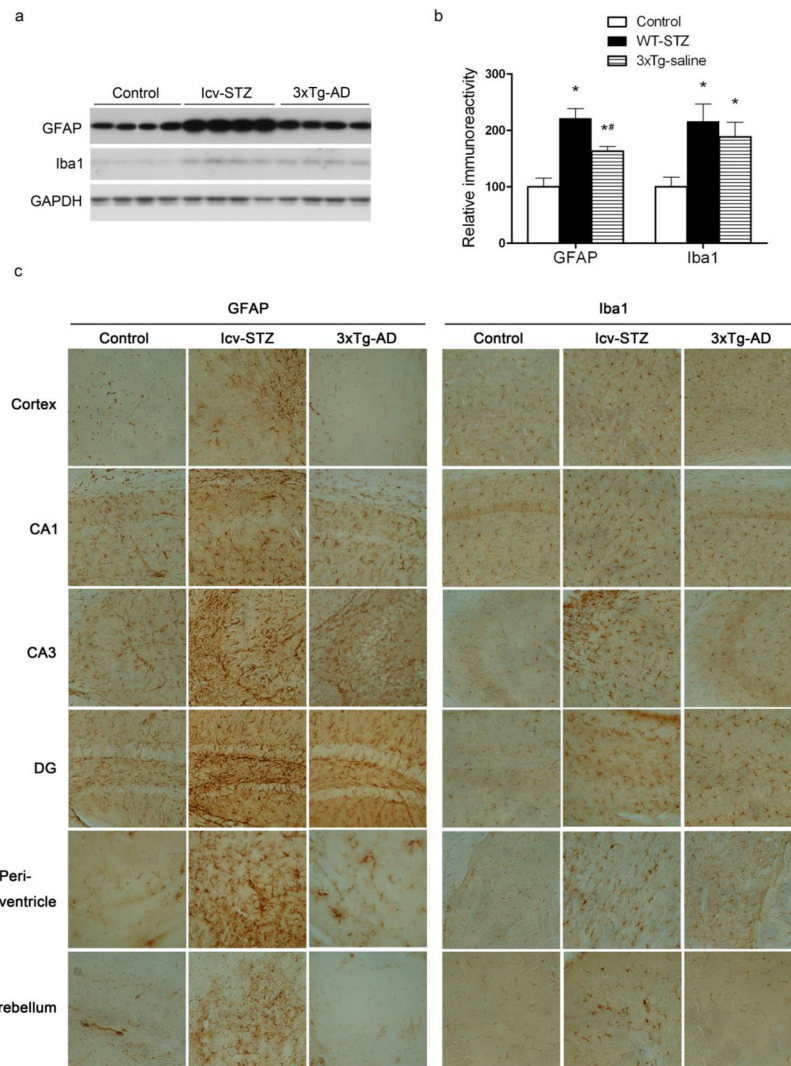 a
Control Icv-STZ 3xTg-AD
GFAP
Iba1
GAPDH
b
Control
WT-STZ
3xTg-saline
Relative immunoreactivity
300
200
100
0
* *# * *
GFAP Iba1
c
GFAP Iba1
Control Icv-STZ 3xTg-AD Control Icv-STZ 3xTg-AD
Cortex
CA1
CA3
DG
Peri-
ventricle
rebellum